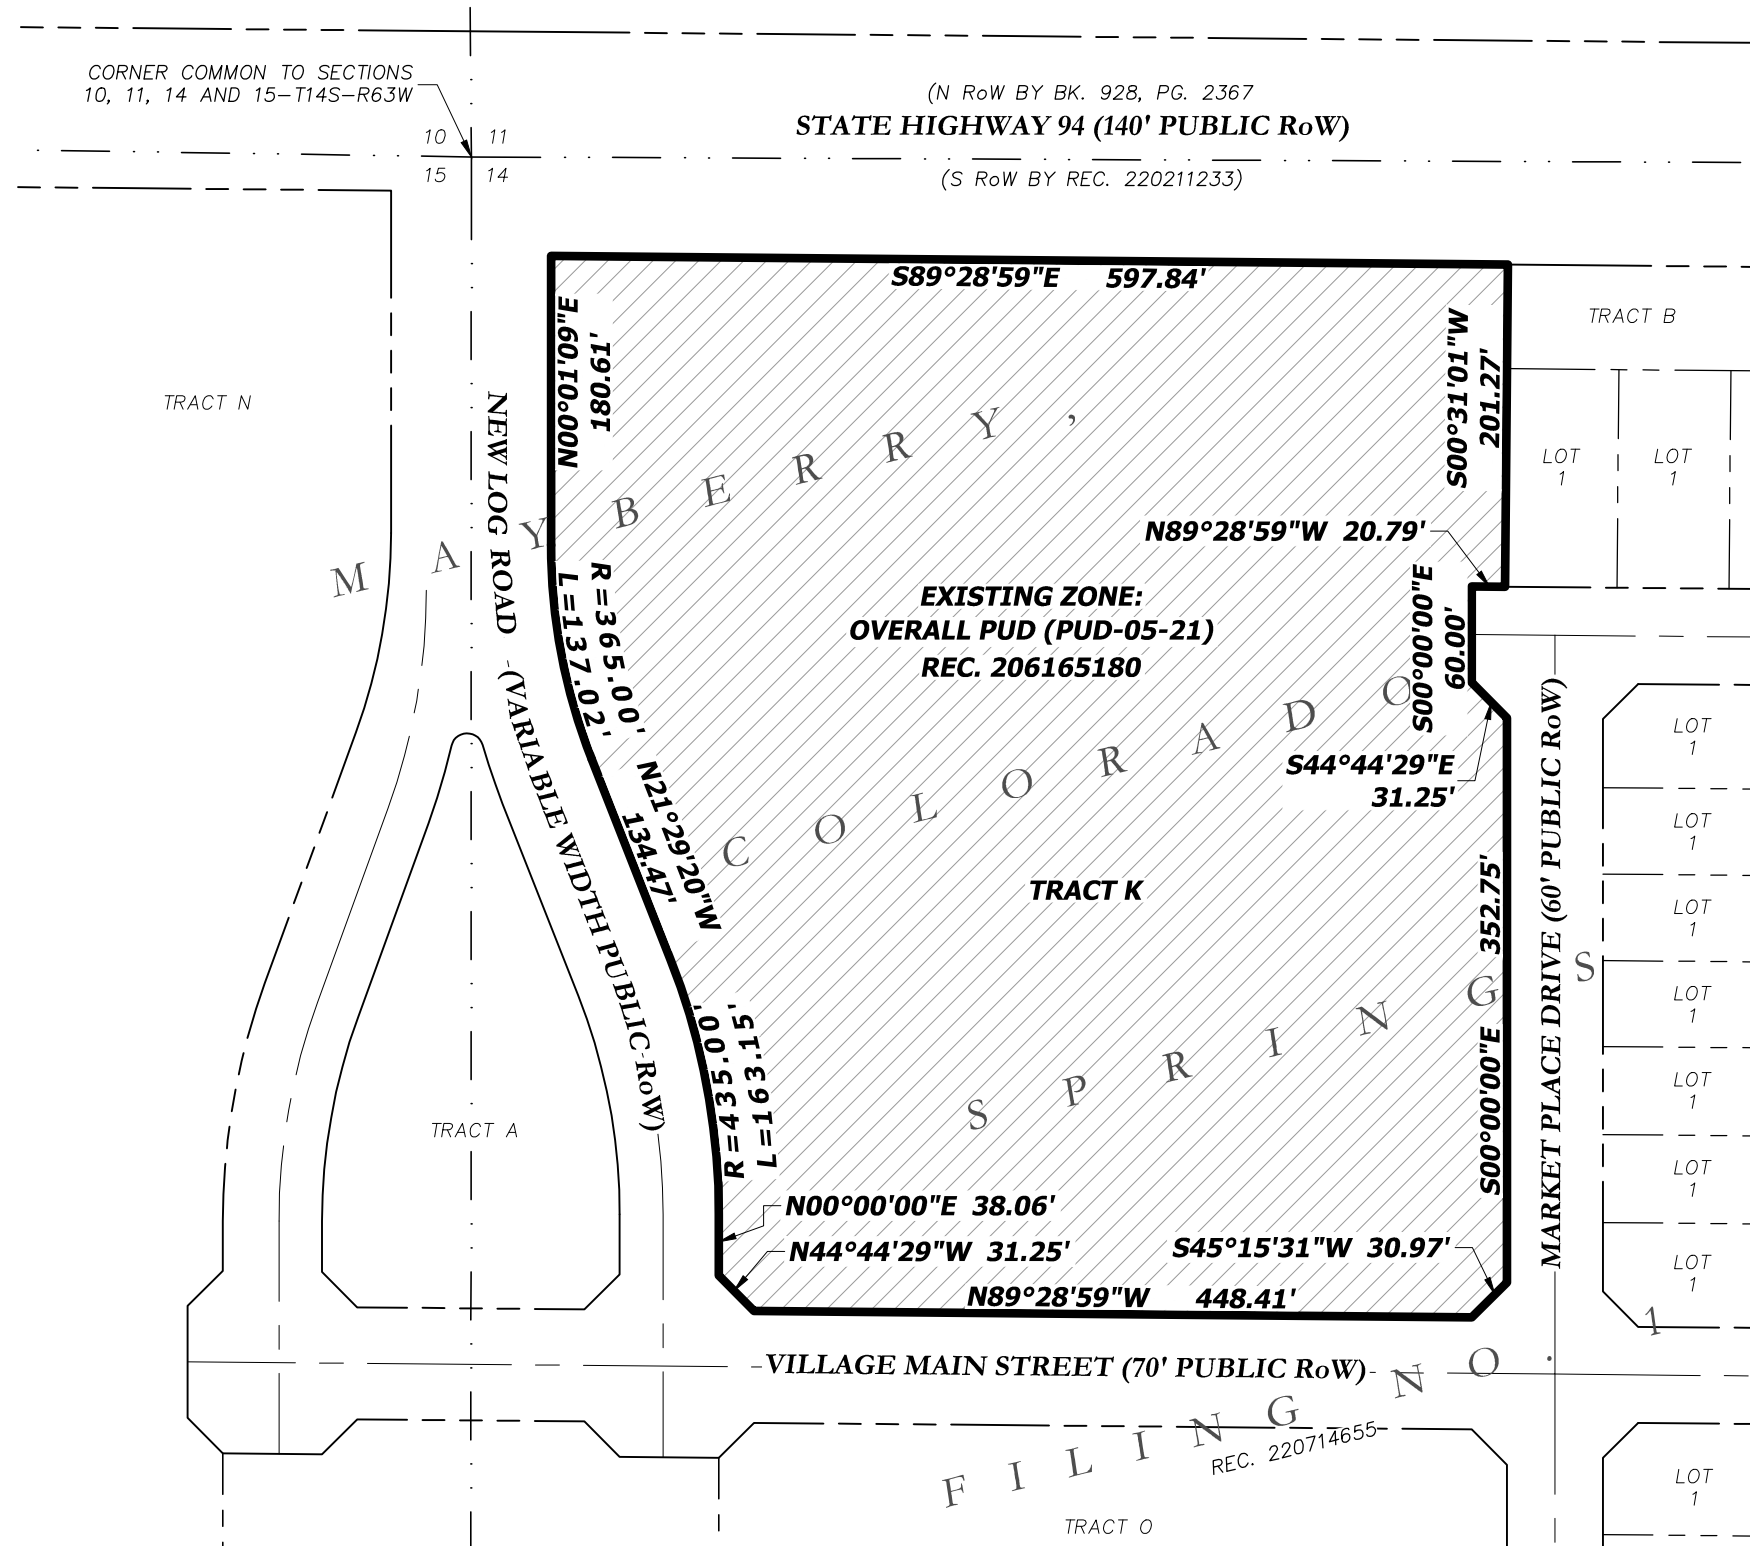 CORNER COMMON TO SECTIONS
10, 11, 14 AND 15-T14S-R63W
10 11
15 14
(N RoW BY BK. 928, PG. 2367
STATE HIGHWAY 94 (140' PUBLIC RoW)
(S RoW BY REC. 220211233)
S89°28'59"E 597.84'
N00°10'09"E
180.61'
S00°31'01"W
201.27'
TRACT B
TRACT N
LOT
1
LOT
1
NEW LOG ROAD (VARIABLE WIDTH PUBLIC RoW)
MAYBERRY,
N89°28'59"W 20.79'
R=365.00'
L=137.02'
EXISTING ZONE:
OVERALL PUD (PUD-05-21)
REC. 206165180
S00°00'00"E
60.00'
COLORADO
S44°44'29"E
31.25'
N21°29'20"W
134.47'
TRACT K
352.75'
S00°00'00"E
MARKET PLACE DRIVE (60' PUBLIC RoW)
LOT
1
LOT
1
LOT
1
LOT
1
LOT
1
LOT
1
LOT
1
SPRINGS
R=435.00'
L=163.15'
TRACT A
N00°00'00"E 38.06'
N44°44'29"W 31.25'
S45°15'31"W 30.97'
N89°28'59"W 448.41'
VILLAGE MAIN STREET (70' PUBLIC RoW)
FILING NO. 1
REC. 220714655
TRACT O
LOT
1